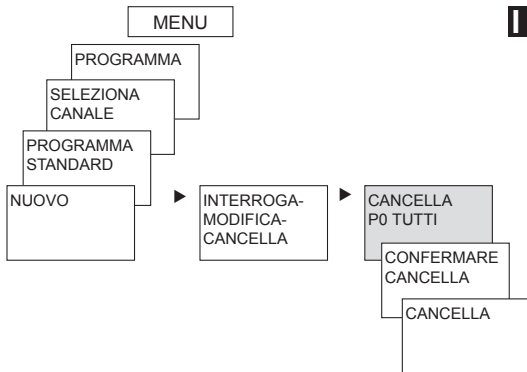 MENU
I
PROGRAMMA
SELEZIONA
CANALE
PROGRAMMA
STANDARD
NUOVO
INTERROGA-
MODIFICA-
CANCELLA
CANCELLA
P0 TUTTI
CONFERMARE
CANCELLA
CANCELLA